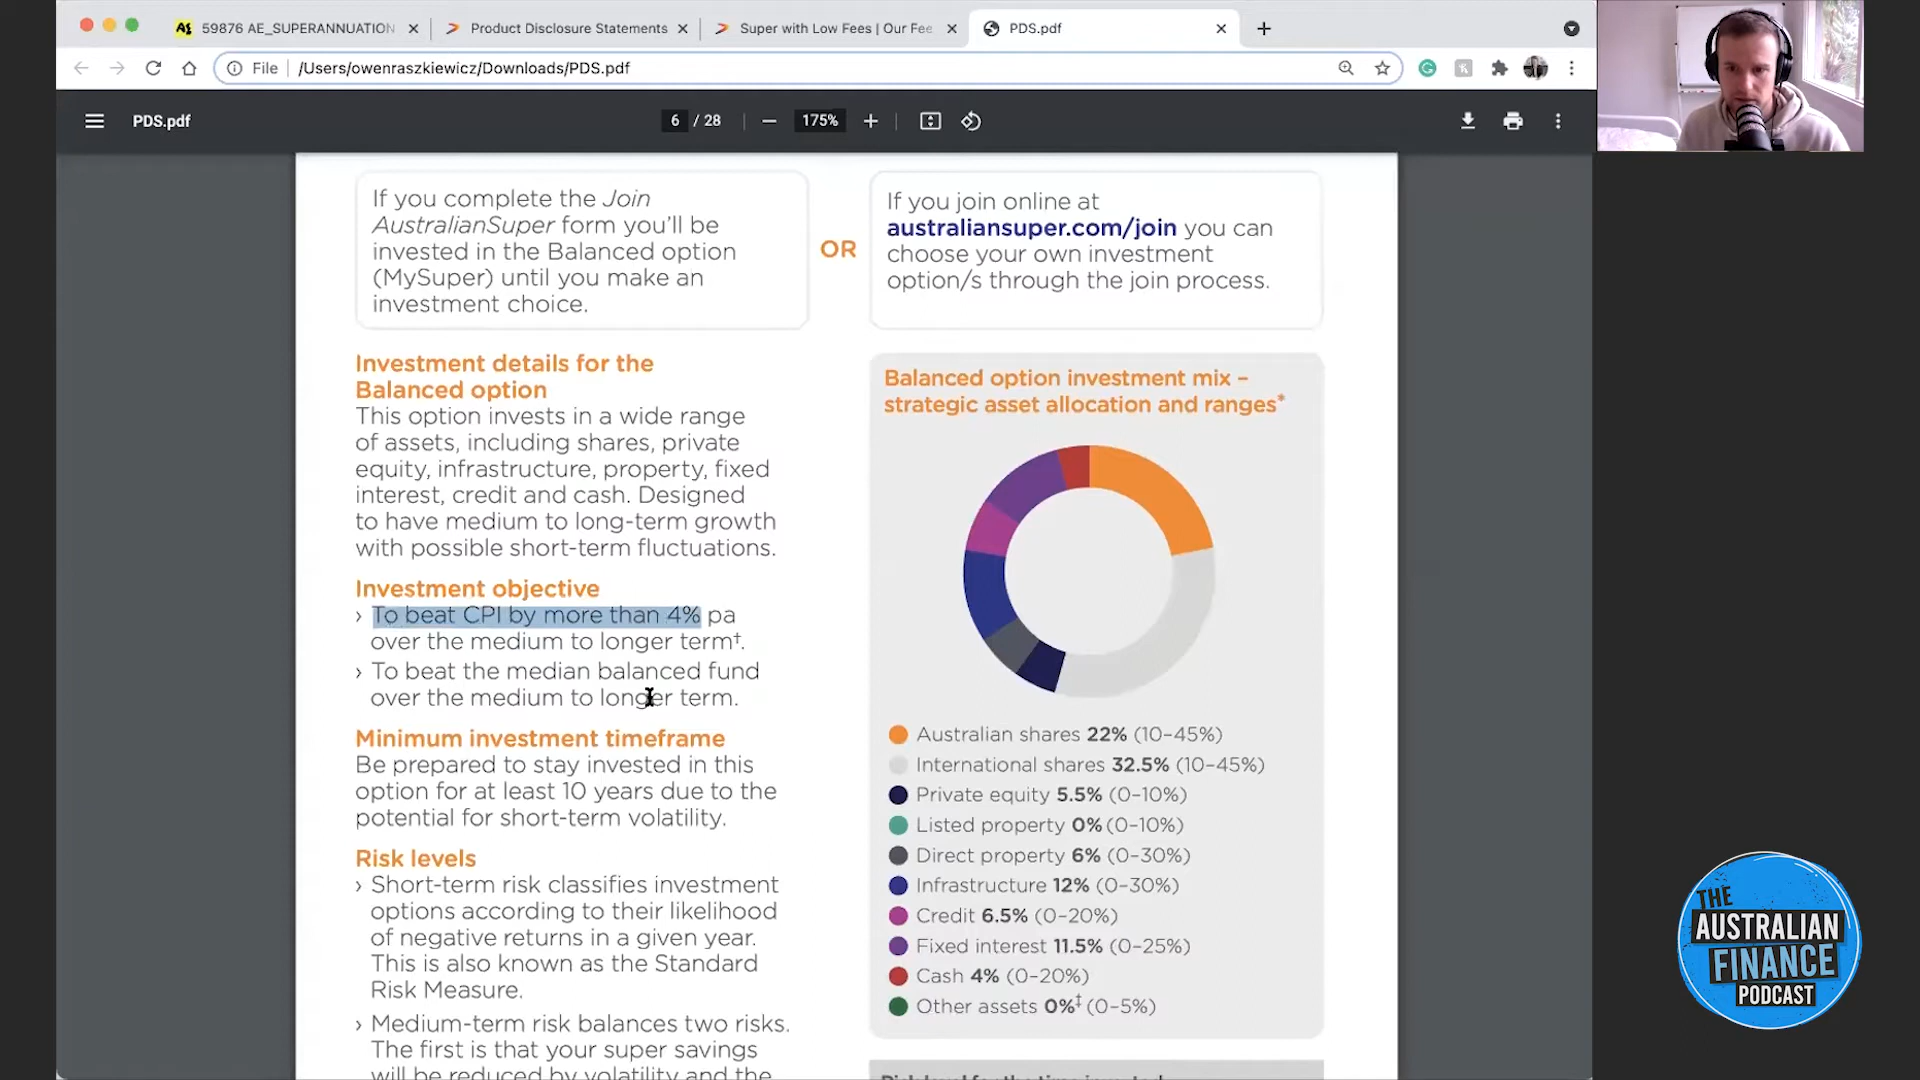 59876 AE_SUPERANNUATION
Product Disclosure Statements
Super with Low Fees | Our Fee
PDS.pdf
File
/Users/owenraszkiewicz/Downloads/PDS.pdf
PDS.pdf
6 / 28
175%
If you complete the Join
AustralianSuper form you'll be
invested in the Balanced option
(MySuper) until you make an
investment choice.
OR
If you join online at
australiansuper.com/join you can
choose your own investment
option/s through the join process.
Investment details for the
Balanced option
This option invests in a wide range
of assets, including shares, private
equity, infrastructure, property, fixed
interest, credit and cash. Designed
to have medium to long-term growth
with possible short-term fluctuations.
Investment objective
› To beat CPI by more than 4% pa
over the medium to longer term†.
› To beat the median balanced fund
over the medium to longer term.
Minimum investment timeframe
Be prepared to stay invested in this
option for at least 10 years due to the
potential for short-term volatility.
Risk levels
› Short-term risk classifies investment
options according to their likelihood
of negative returns in a given year.
This is also known as the Standard
Risk Measure.
› Medium-term risk balances two risks.
The first is that your super savings
will be reduced by volatility and the
Balanced option investment mix –
strategic asset allocation and ranges*
Australian shares 22% (10–45%)
International shares 32.5% (10–45%)
Private equity 5.5% (0–10%)
Listed property 0% (0–10%)
Direct property 6% (0–30%)
Infrastructure 12% (0–30%)
Credit 6.5% (0–20%)
Fixed interest 11.5% (0–25%)
Cash 4% (0–20%)
Other assets 0%‡ (0–5%)
THE
AUSTRALIAN
FINANCE
PODCAST